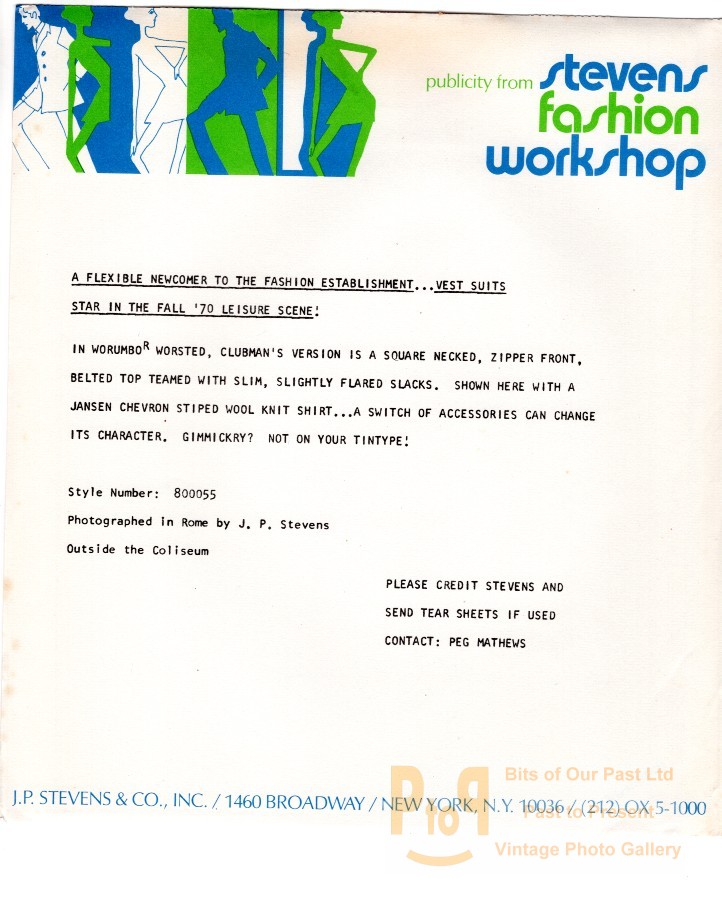 publicity from stevens
fashion
workshop
A FLEXIBLE NEWCOMER TO THE FASHION ESTABLISHMENT...VEST SUITS
STAR IN THE FALL '70 LEISURE SCENE!
IN WORUMBO^R WORSTED, CLUBMAN'S VERSION IS A SQUARE NECKED, ZIPPER FRONT,
BELTED TOP TEAMED WITH SLIM, SLIGHTLY FLARED SLACKS. SHOWN HERE WITH A
JANSEN CHEVRON STIPED WOOL KNIT SHIRT...A SWITCH OF ACCESSORIES CAN CHANGE
ITS CHARACTER. GIMMICKRY? NOT ON YOUR TINTYPE!
Style Number: 800055
Photographed in Rome by J. P. Stevens
Outside the Coliseum
PLEASE CREDIT STEVENS AND
SEND TEAR SHEETS IF USED
CONTACT: PEG MATHEWS
J.P. STEVENS & CO., INC. / 1460 BROADWAY / NEW YORK, N.Y. 10036 / (212) OX 5-1000
PtoP
Bits of Our Past Ltd
Past to Present
Vintage Photo Gallery